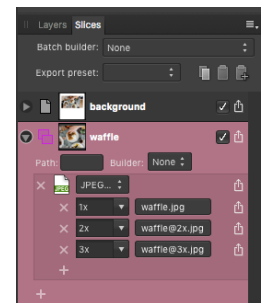 Layers Slices
Batch builder: None
Export preset:
background
waffle
Path: Builder: None
JPEG JPEG...
1x waffle.jpg
2x waffle@2x.jpg
3x waffle@3x.jpg